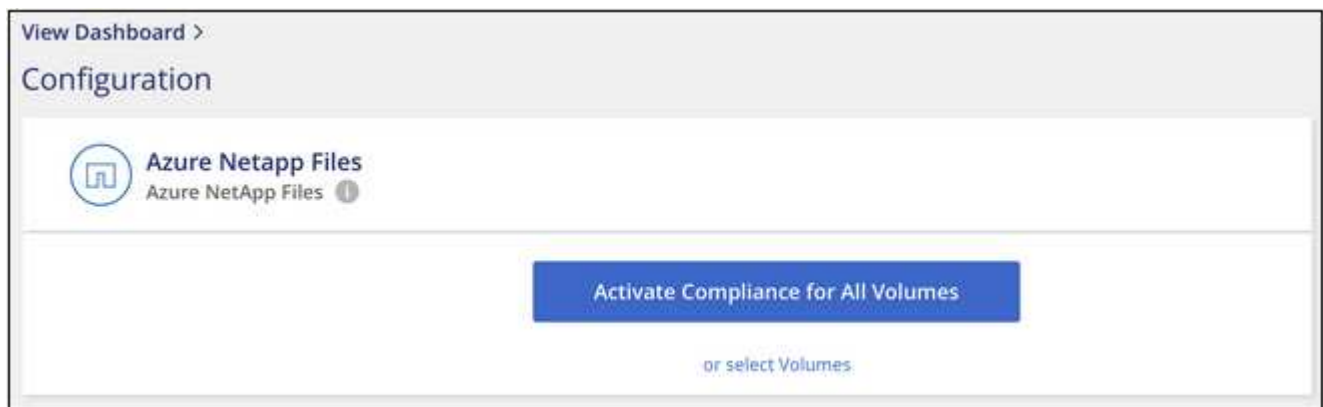 View Dashboard >
Configuration
Azure Netapp Files
Azure NetApp Files i
Activate Compliance for All Volumes
or select Volumes